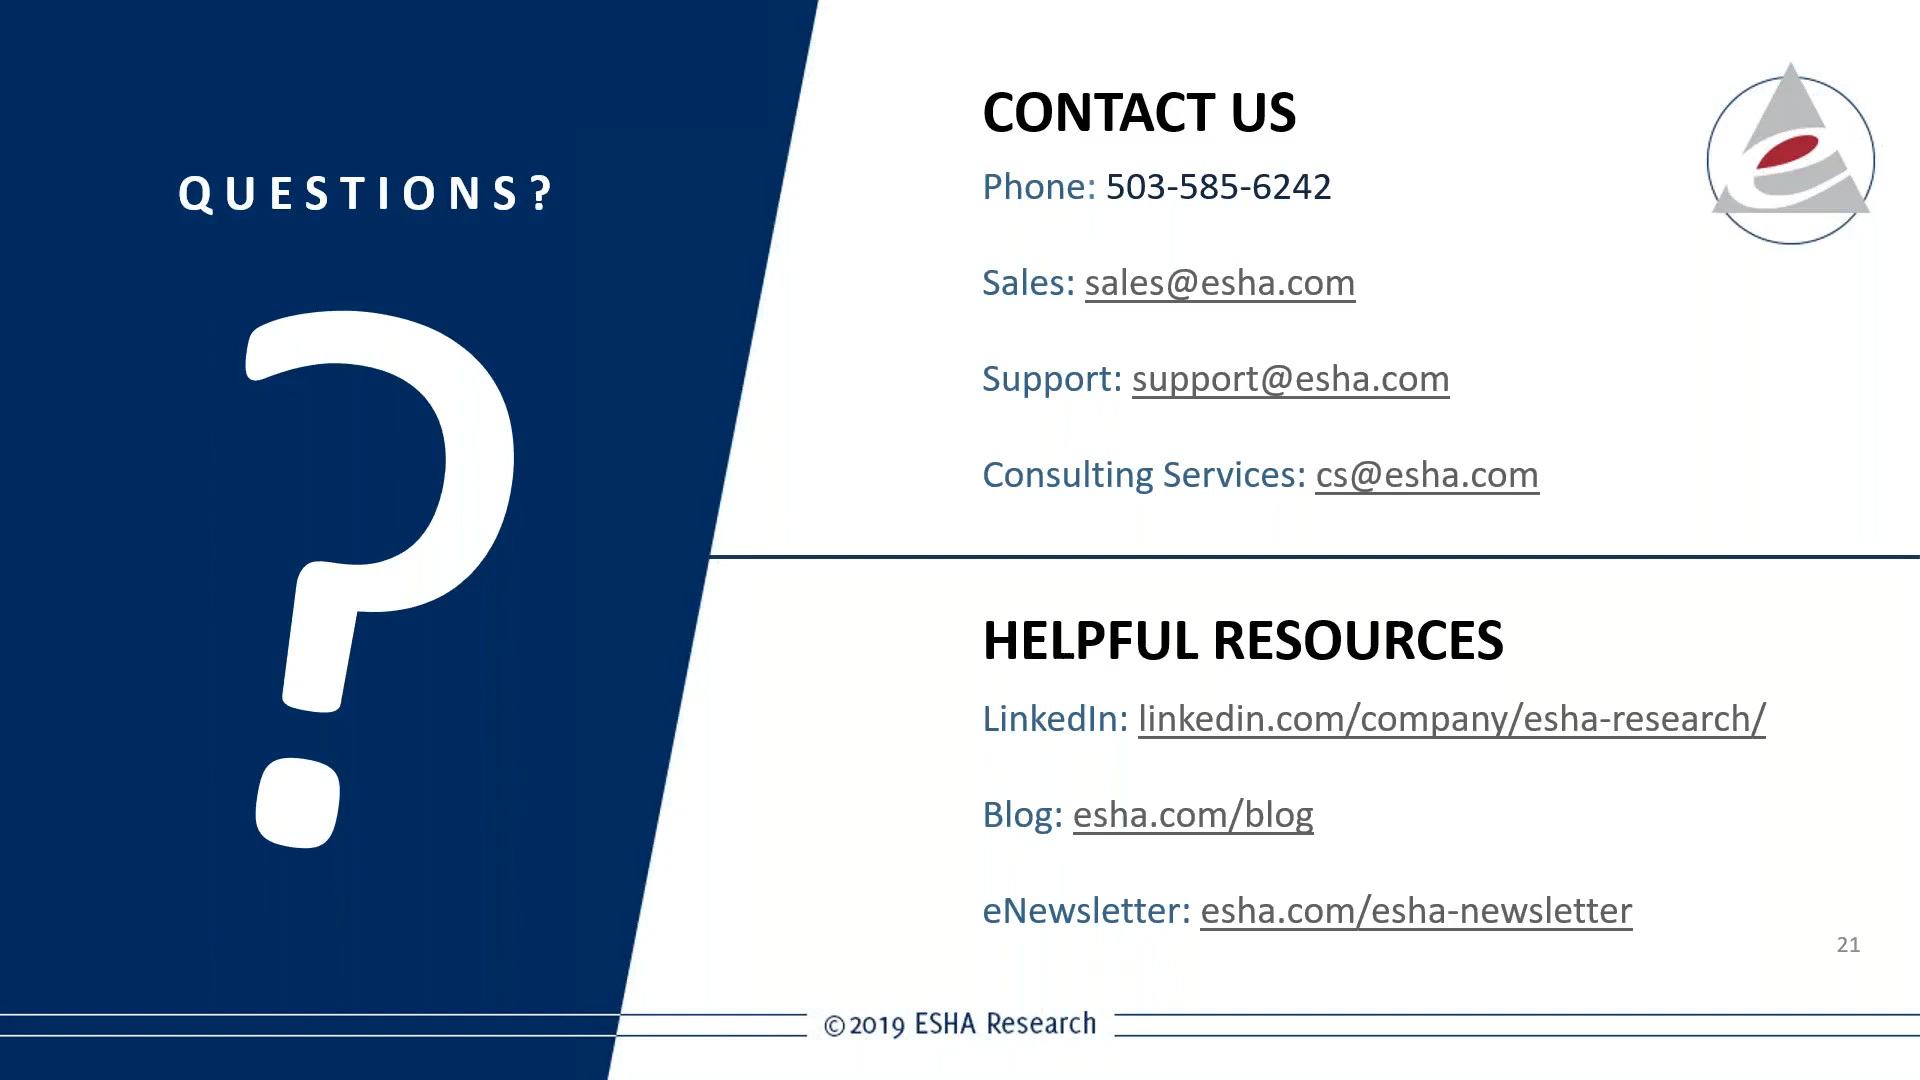 QUESTIONS?
?
CONTACT US
Phone: 503-585-6242
Sales: sales@esha.com
Support: support@esha.com
Consulting Services: cs@esha.com
HELPFUL RESOURCES
LinkedIn: linkedin.com/company/esha-research/
Blog: esha.com/blog
eNewsletter: esha.com/esha-newsletter
21
©2019 ESHA Research